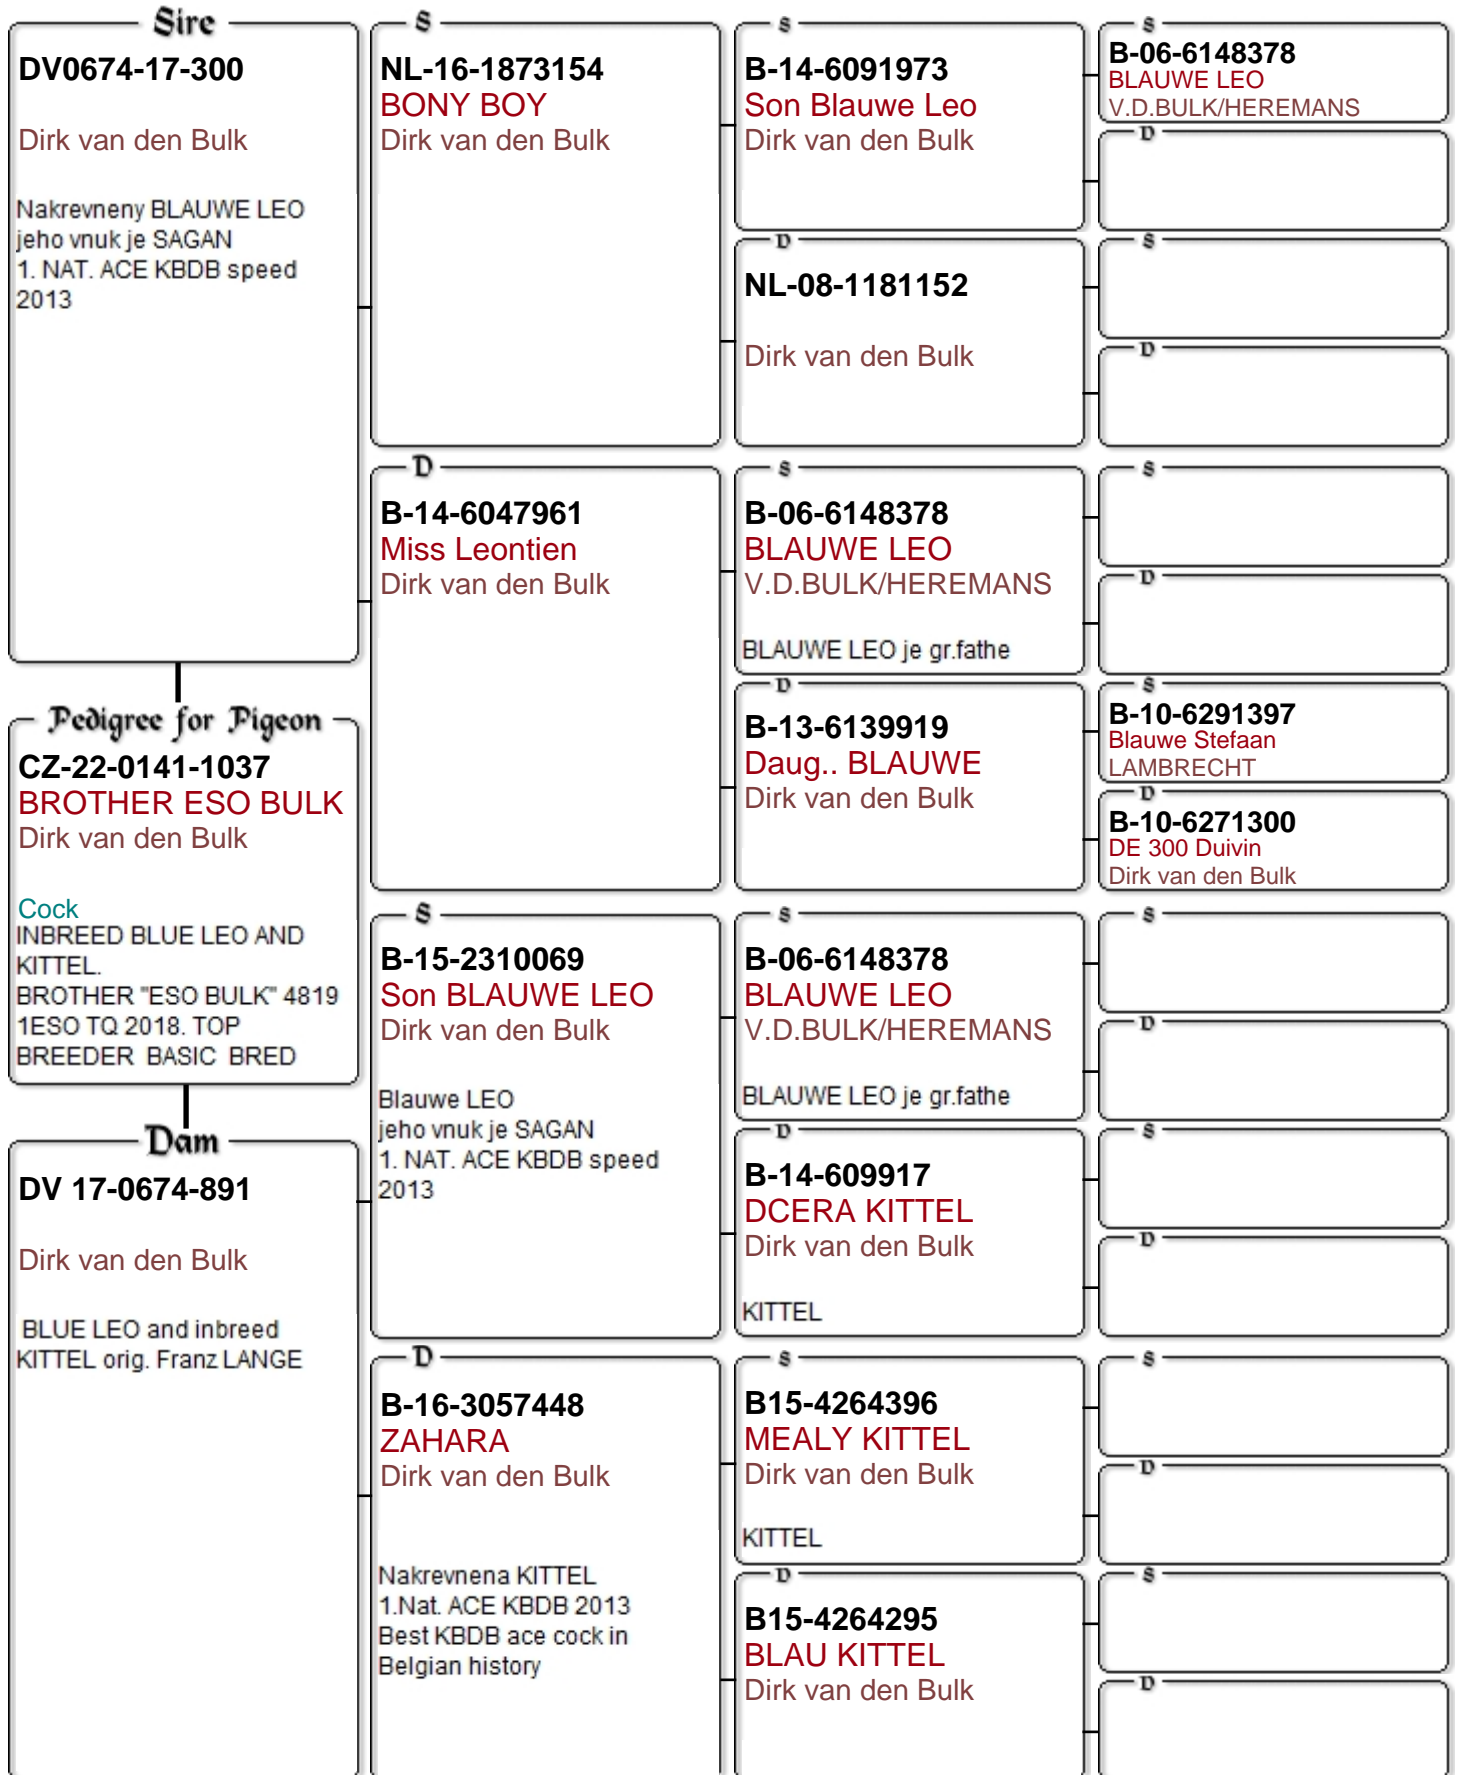 Sire
DV0674-17-300
Dirk van den Bulk
Nakrevneny BLAUWE LEO
jeho vnuk je SAGAN
1. NAT. ACE KBDB speed
2013
Pedigree for Pigeon
CZ-22-0141-1037
BROTHER ESO BULK
Dirk van den Bulk
Cock
INBREED BLUE LEO AND
KITTEL.
BROTHER "ESO BULK" 4819
1ESO TQ 2018. TOP
BREEDER BASIC BRED
Dam
DV 17-0674-891
Dirk van den Bulk
BLUE LEO and inbreed
KITTEL orig. Franz LANGE
S
NL-16-1873154
BONY BOY
Dirk van den Bulk
D
B-14-6047961
Miss Leontien
Dirk van den Bulk
S
B-15-2310069
Son BLAUWE LEO
Dirk van den Bulk
Blauwe LEO
jeho vnuk je SAGAN
1. NAT. ACE KBDB speed
2013
D
B-16-3057448
ZAHARA
Dirk van den Bulk
Nakrevnena KITTEL
1.Nat. ACE KBDB 2013
Best KBDB ace cock in
Belgian history
S
B-14-6091973
Son Blauwe Leo
Dirk van den Bulk
D
NL-08-1181152
Dirk van den Bulk
S
B-06-6148378
BLAUWE LEO
V.D.BULK/HEREMANS
BLAUWE LEO je gr.fathe
D
B-13-6139919
Daug.. BLAUWE
Dirk van den Bulk
S
B-06-6148378
BLAUWE LEO
V.D.BULK/HEREMANS
BLAUWE LEO je gr.fathe
D
B-14-609917
DCERA KITTEL
Dirk van den Bulk
KITTEL
S
B15-4264396
MEALY KITTEL
Dirk van den Bulk
KITTEL
D
B15-4264295
BLAU KITTEL
Dirk van den Bulk
S
B-06-6148378
BLAUWE LEO
V.D.BULK/HEREMANS
D
S
D
S
D
S
B-10-6291397
Blauwe Stefaan
LAMBRECHT
D
B-10-6271300
DE 300 Duivin
Dirk van den Bulk
S
D
S
D
S
D
S
D